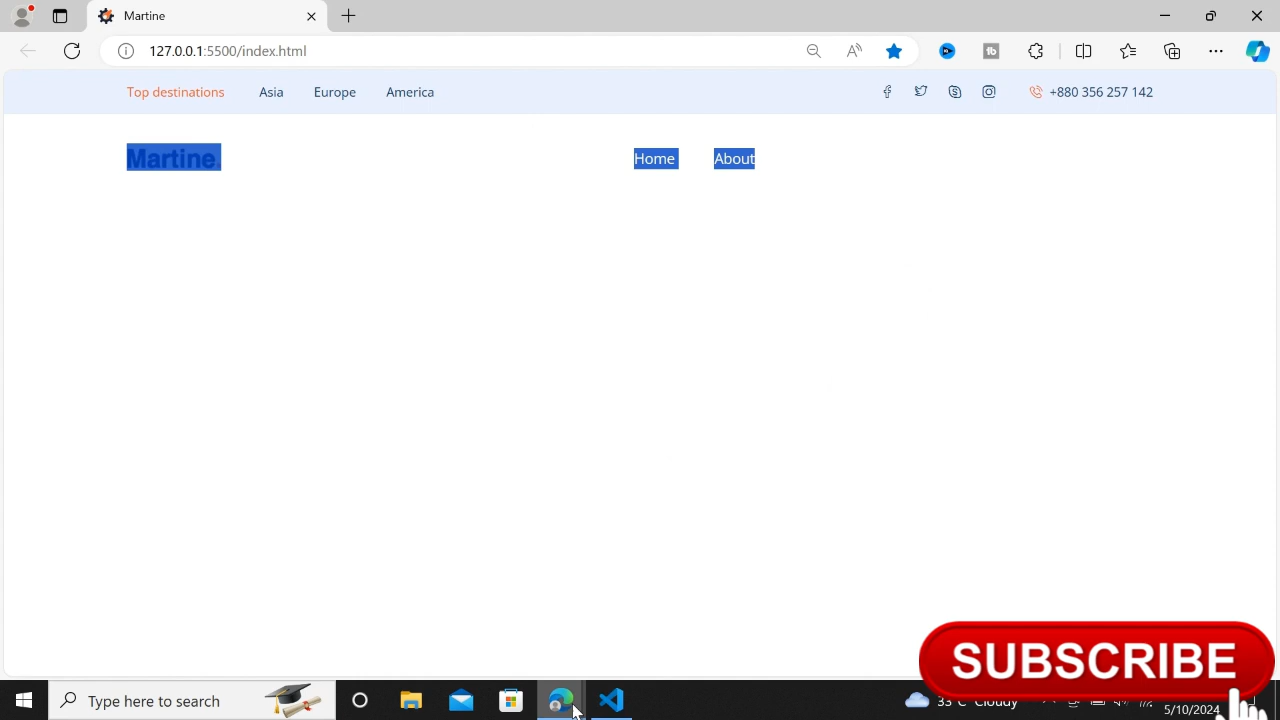 Martine
127.0.0.1:5500/index.html
Top destinations Asia Europe America +880 356 257 142
Martine. Home About
SUBSCRIBE
Type here to search 33°C Cloudy
5/10/2024